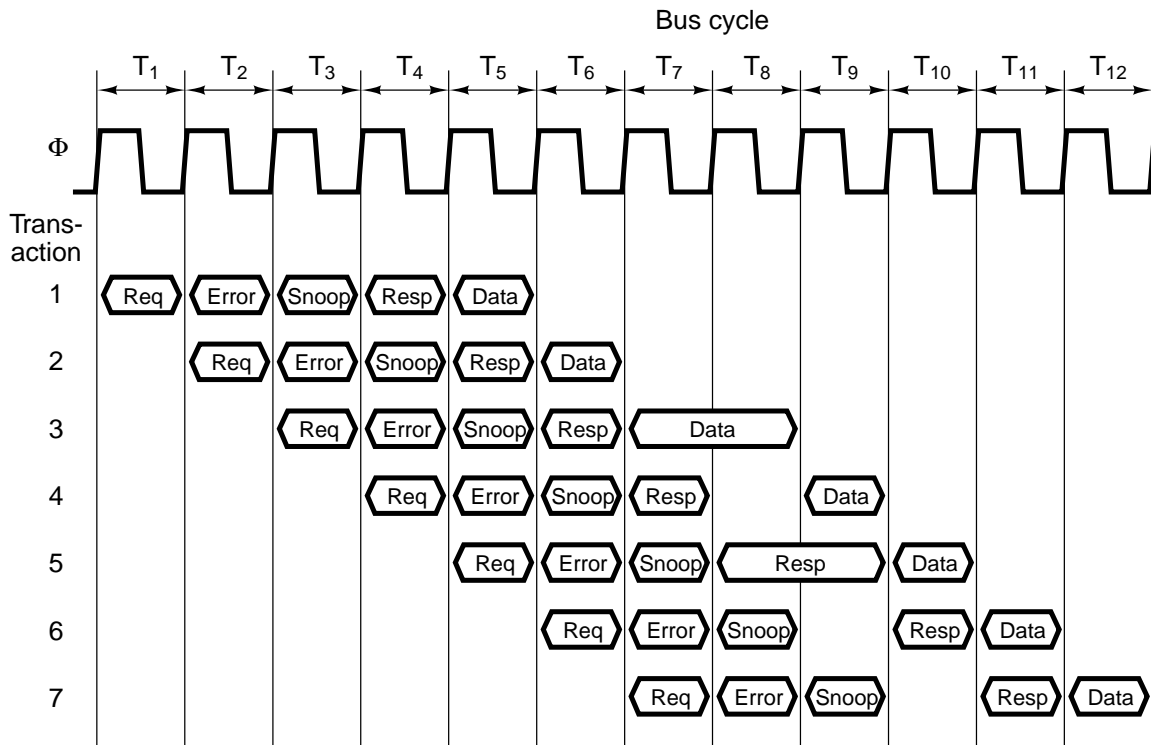 Bus cycle
T1 T2 T3 T4 T5 T6 T7 T8 T9 T10 T11 T12
Φ
Trans-
action
1 Req Error Snoop Resp Data
2 Req Error Snoop Resp Data
3 Req Error Snoop Resp Data
4 Req Error Snoop Resp Data
5 Req Error Snoop Resp Data
6 Req Error Snoop Resp Data
7 Req Error Snoop Resp Data